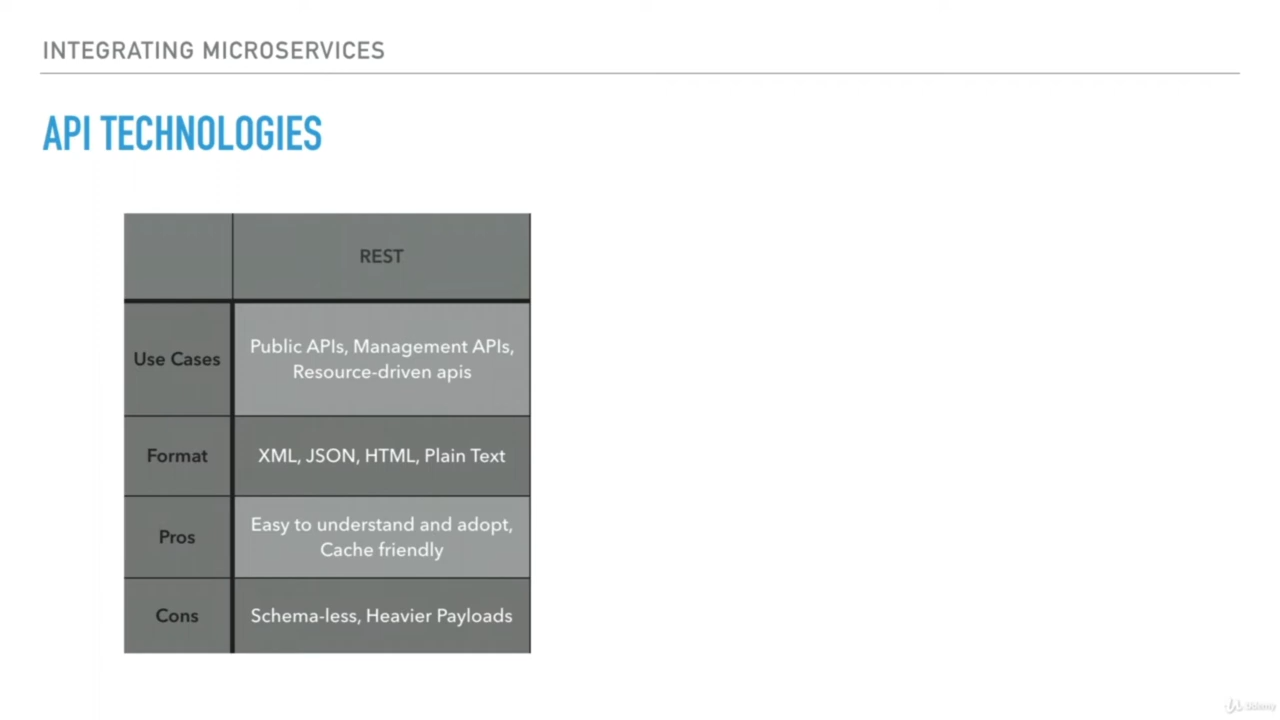 INTEGRATING MICROSERVICES
API TECHNOLOGIES
REST
Use Cases
Public APIs, Management APIs,
Resource-driven apis
Format
XML, JSON, HTML, Plain Text
Pros
Easy to understand and adopt,
Cache friendly
Cons
Schema-less, Heavier Payloads
Udemy